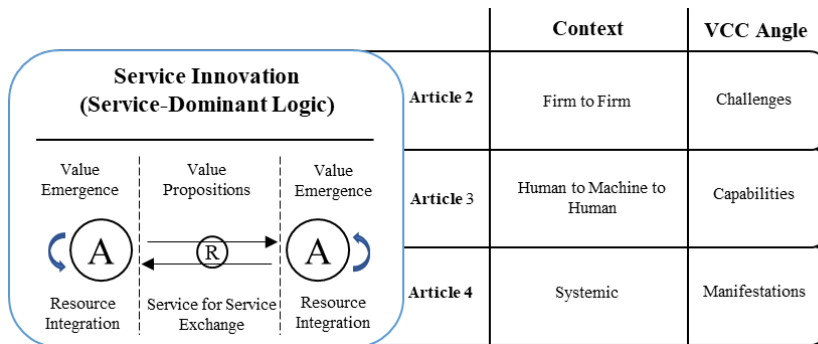 Context
VCC Angle
Service Innovation
(Service-Dominant Logic)
Value
Emergence
Value
Propositions
Value
Emergence
A
R
A
Resource
Integration
Service for Service
Exchange
Resource
Integration
Article 2
Firm to Firm
Challenges
Article 3
Human to Machine to
Human
Capabilities
Article 4
Systemic
Manifestations